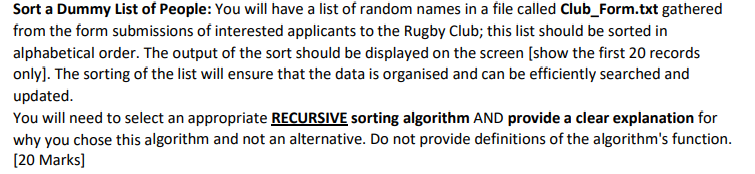 Sort a Dummy List of People: You will have a list of random names in a file called Club_Form.txt gathered
from the form submissions of interested applicants to the Rugby Club; this list should be sorted in
alphabetical order. The output of the sort should be displayed on the screen [show the first 20 records
only]. The sorting of the list will ensure that the data is organised and can be efficiently searched and
updated.
You will need to select an appropriate RECURSIVE sorting algorithm AND provide a clear explanation for
why you chose this algorithm and not an alternative. Do not provide definitions of the algorithm's function.
[20 Marks]